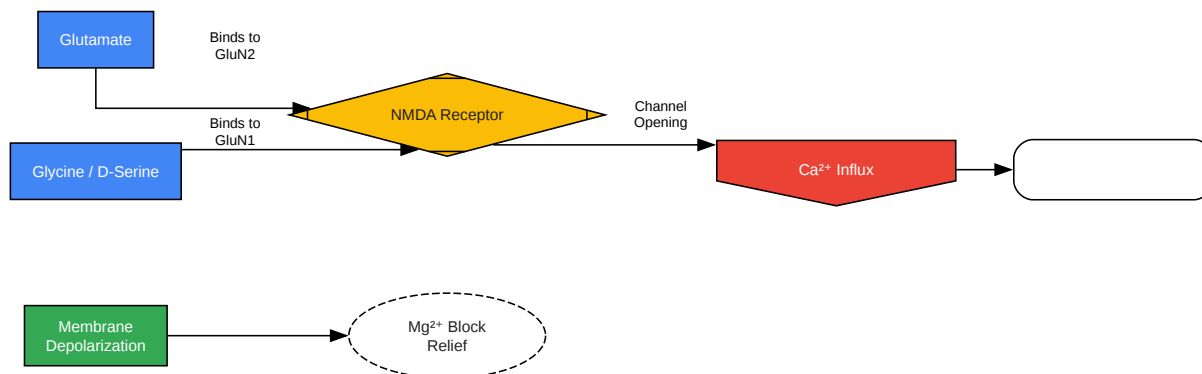 Glutamate
Binds to
GluN2
NMDA Receptor
Channel
Opening
Binds to
GluN1
Glycine / D-Serine
Ca²⁺ Influx
Membrane
Depolarization
Mg²⁺ Block
Relief